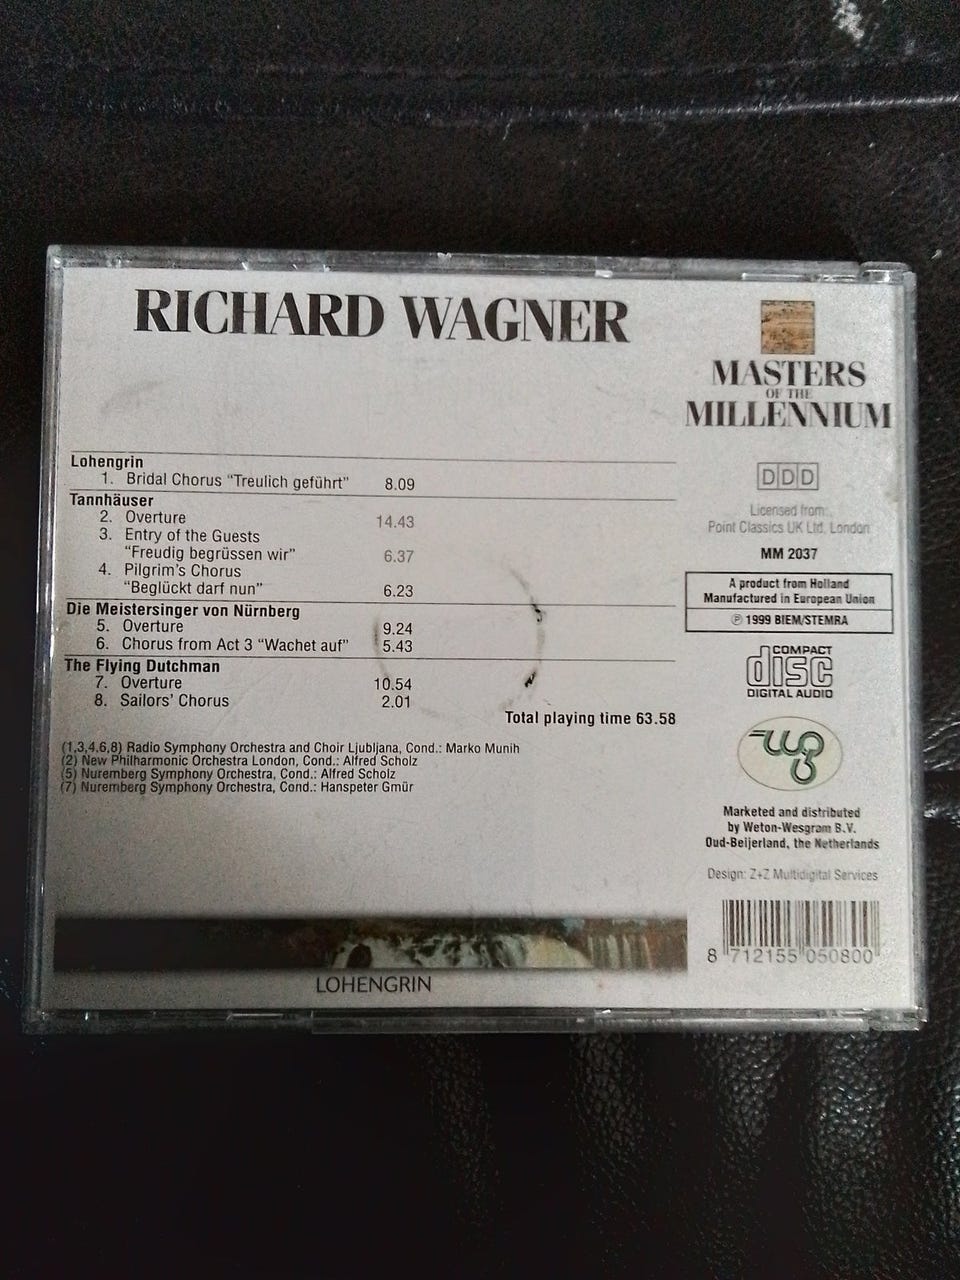 RICHARD WAGNER
MASTERS
OF THE
MILLENNIUM
Lohengrin
1. Bridal Chorus “Treulich geführt” 8.09
Tannhäuser
2. Overture 14.43
3. Entry of the Guests
“Freudig begrüssen wir” 6.37
4. Pilgrim's Chorus
“Beglückt darf nun” 6.23
Die Meistersinger von Nürnberg
5. Overture 9.24
6. Chorus from Act 3 “Wachet auf” 5.43
The Flying Dutchman
7. Overture 10.54
8. Sailors' Chorus 2.01
Total playing time 63.58
(1,3,4,6,8) Radio Symphony Orchestra and Choir Ljubljana, Cond.: Marko Munih
(2) New Philharmonic Orchestra London, Cond.: Alfred Scholz
(5) Nuremberg Symphony Orchestra, Cond.: Alfred Scholz
(7) Nuremberg Symphony Orchestra, Cond.: Hanspeter Gmür
LOHENGRIN
DDD
Licensed from:
Point Classics UK Ltd. London
MM 2037
A product from Holland
Manufactured in European Union
℗ 1999 BIEM/STEMRA
COMPACT
disc
DIGITAL AUDIO
Marketed and distributed
by Weton-Wesgram B.V.
Oud-Beijerland, the Netherlands
Design: Z+Z Multidigital Services
8 712155 050800